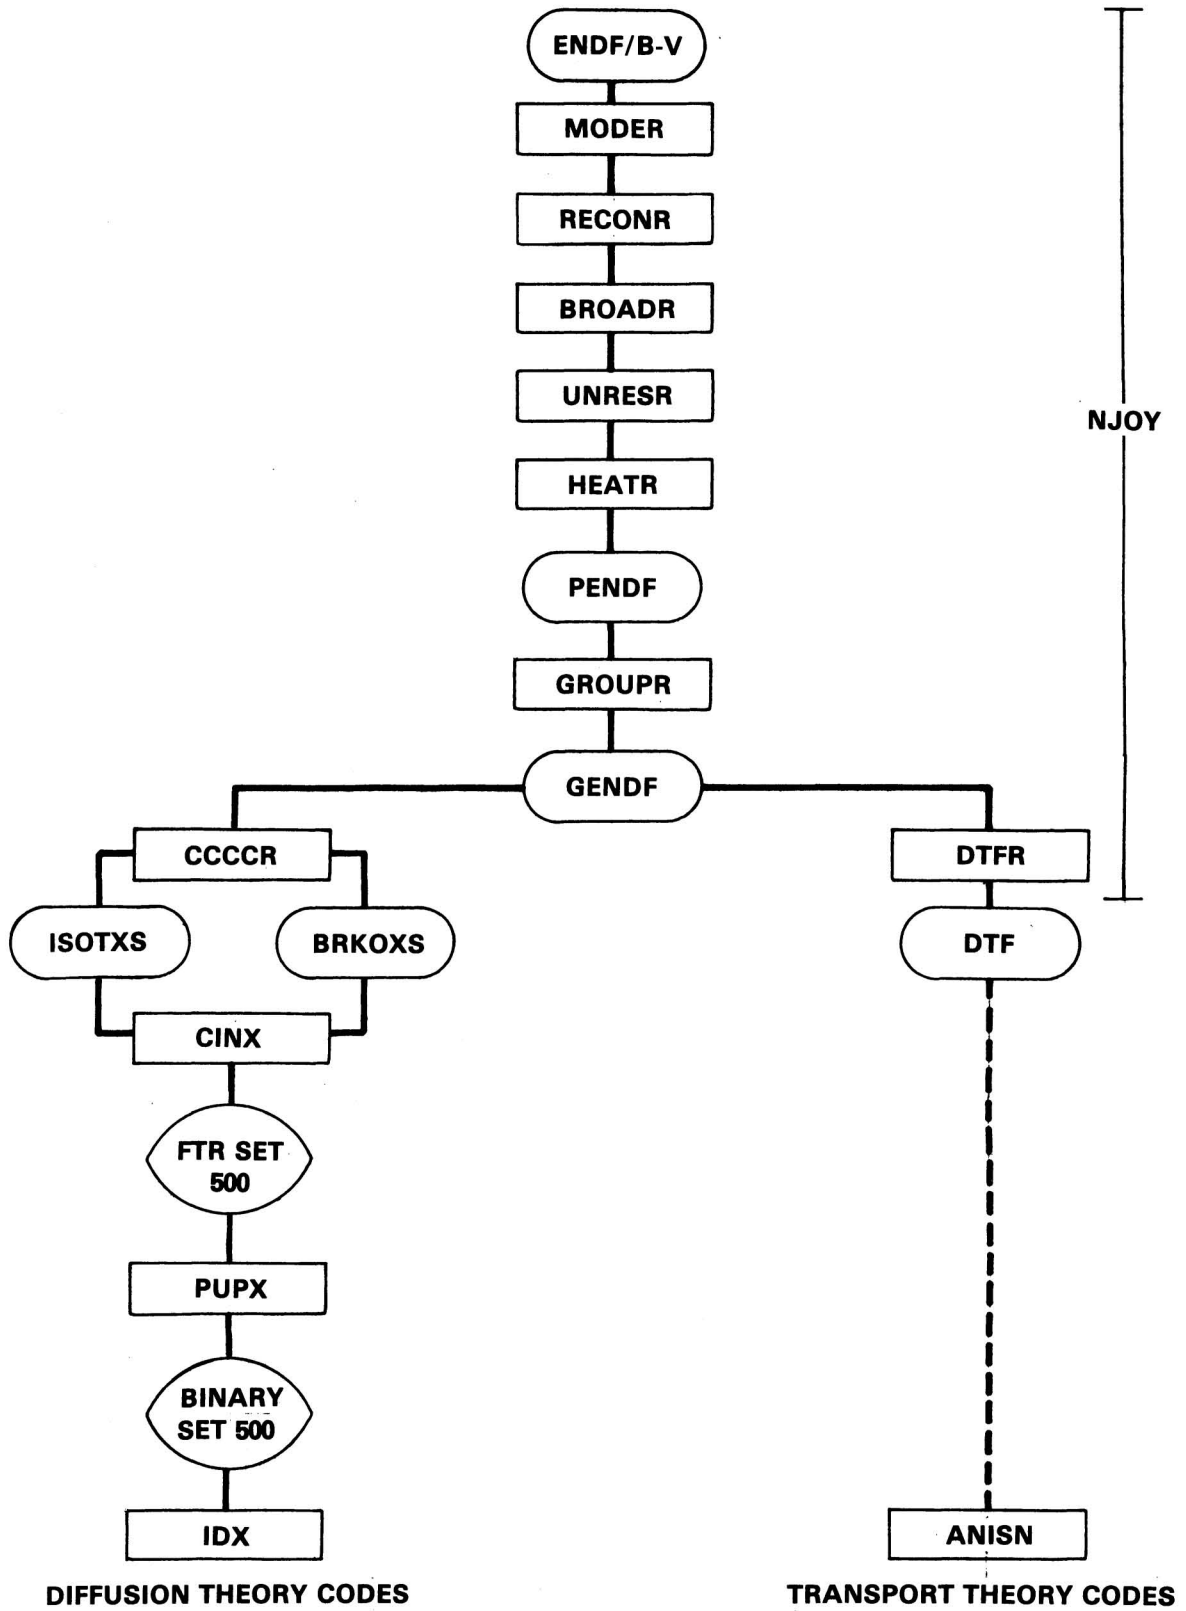 ENDF/B-V
MODER
RECONR
BROADR
UNRESR
NJOY
HEATR
PENDF
GROUPR
GENDF
CCCCR
DTFR
ISOTXS
BRKOXS
DTF
CINX
FTR SET
500
PUPX
BINARY
SET 500
IDX
ANISN
DIFFUSION THEORY CODES
TRANSPORT THEORY CODES